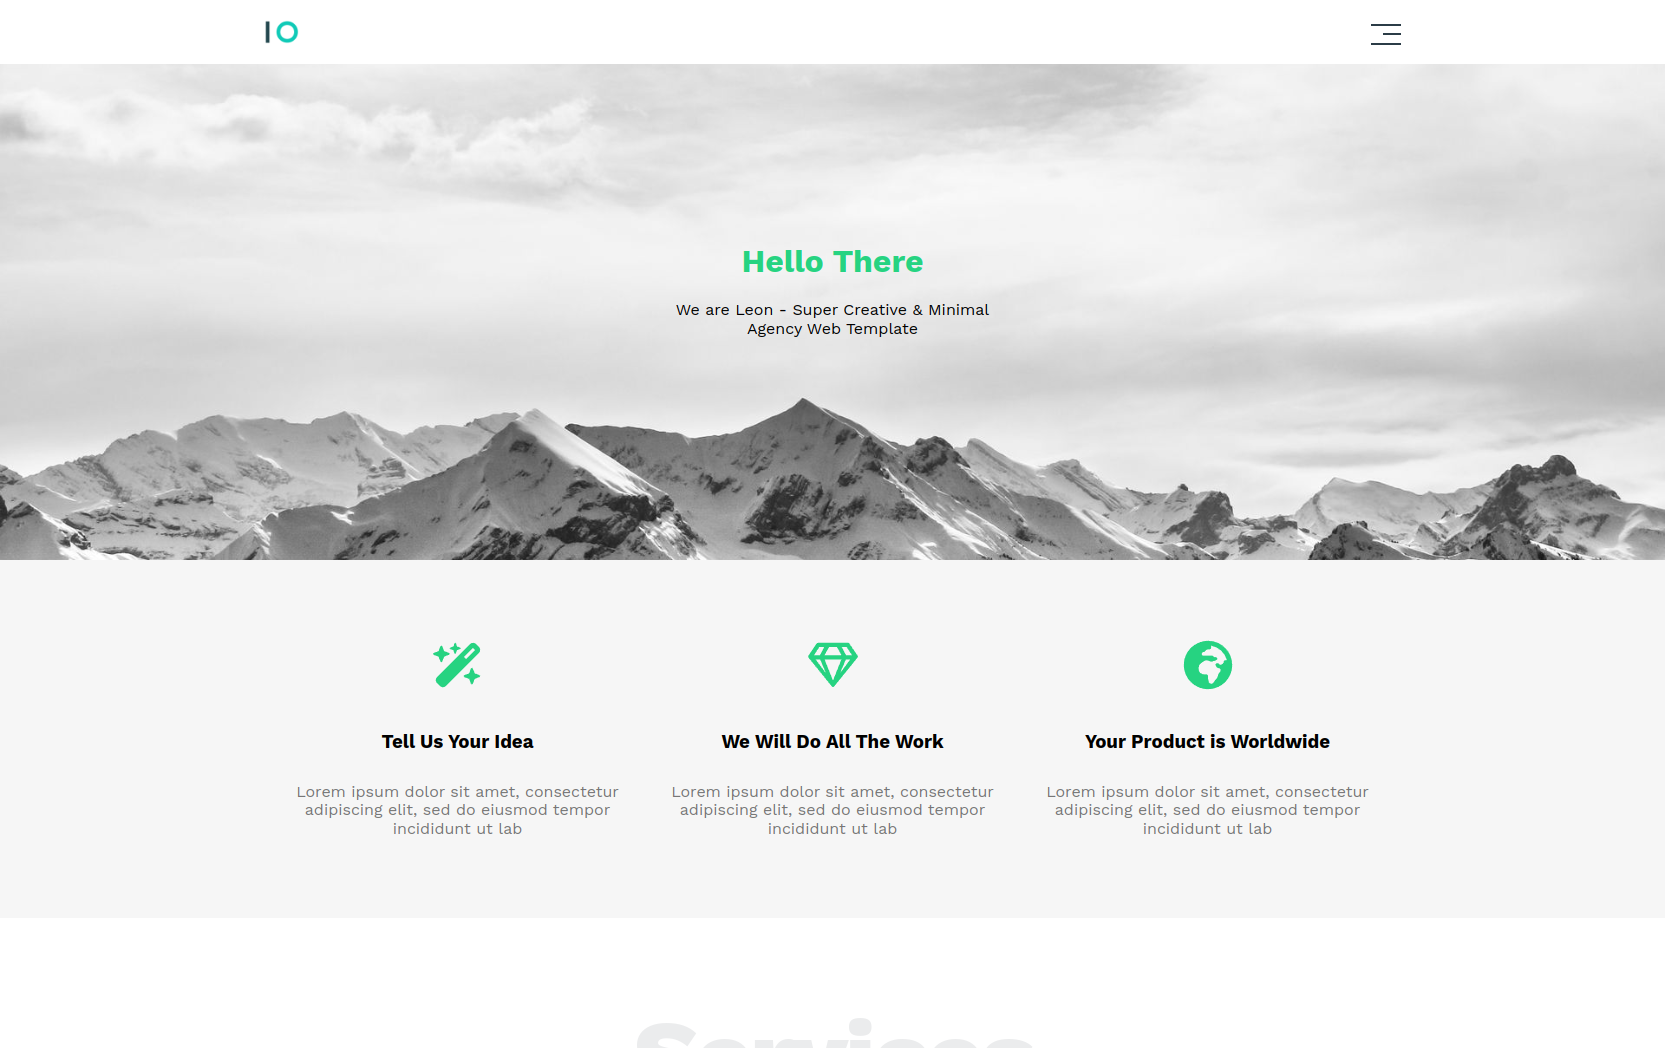 IO
Hello There
We are Leon - Super Creative & Minimal
Agency Web Template
Tell Us Your Idea
Lorem ipsum dolor sit amet, consectetur
adipiscing elit, sed do eiusmod tempor
incididunt ut lab
We Will Do All The Work
Lorem ipsum dolor sit amet, consectetur
adipiscing elit, sed do eiusmod tempor
incididunt ut lab
Your Product is Worldwide
Lorem ipsum dolor sit amet, consectetur
adipiscing elit, sed do eiusmod tempor
incididunt ut lab
Services